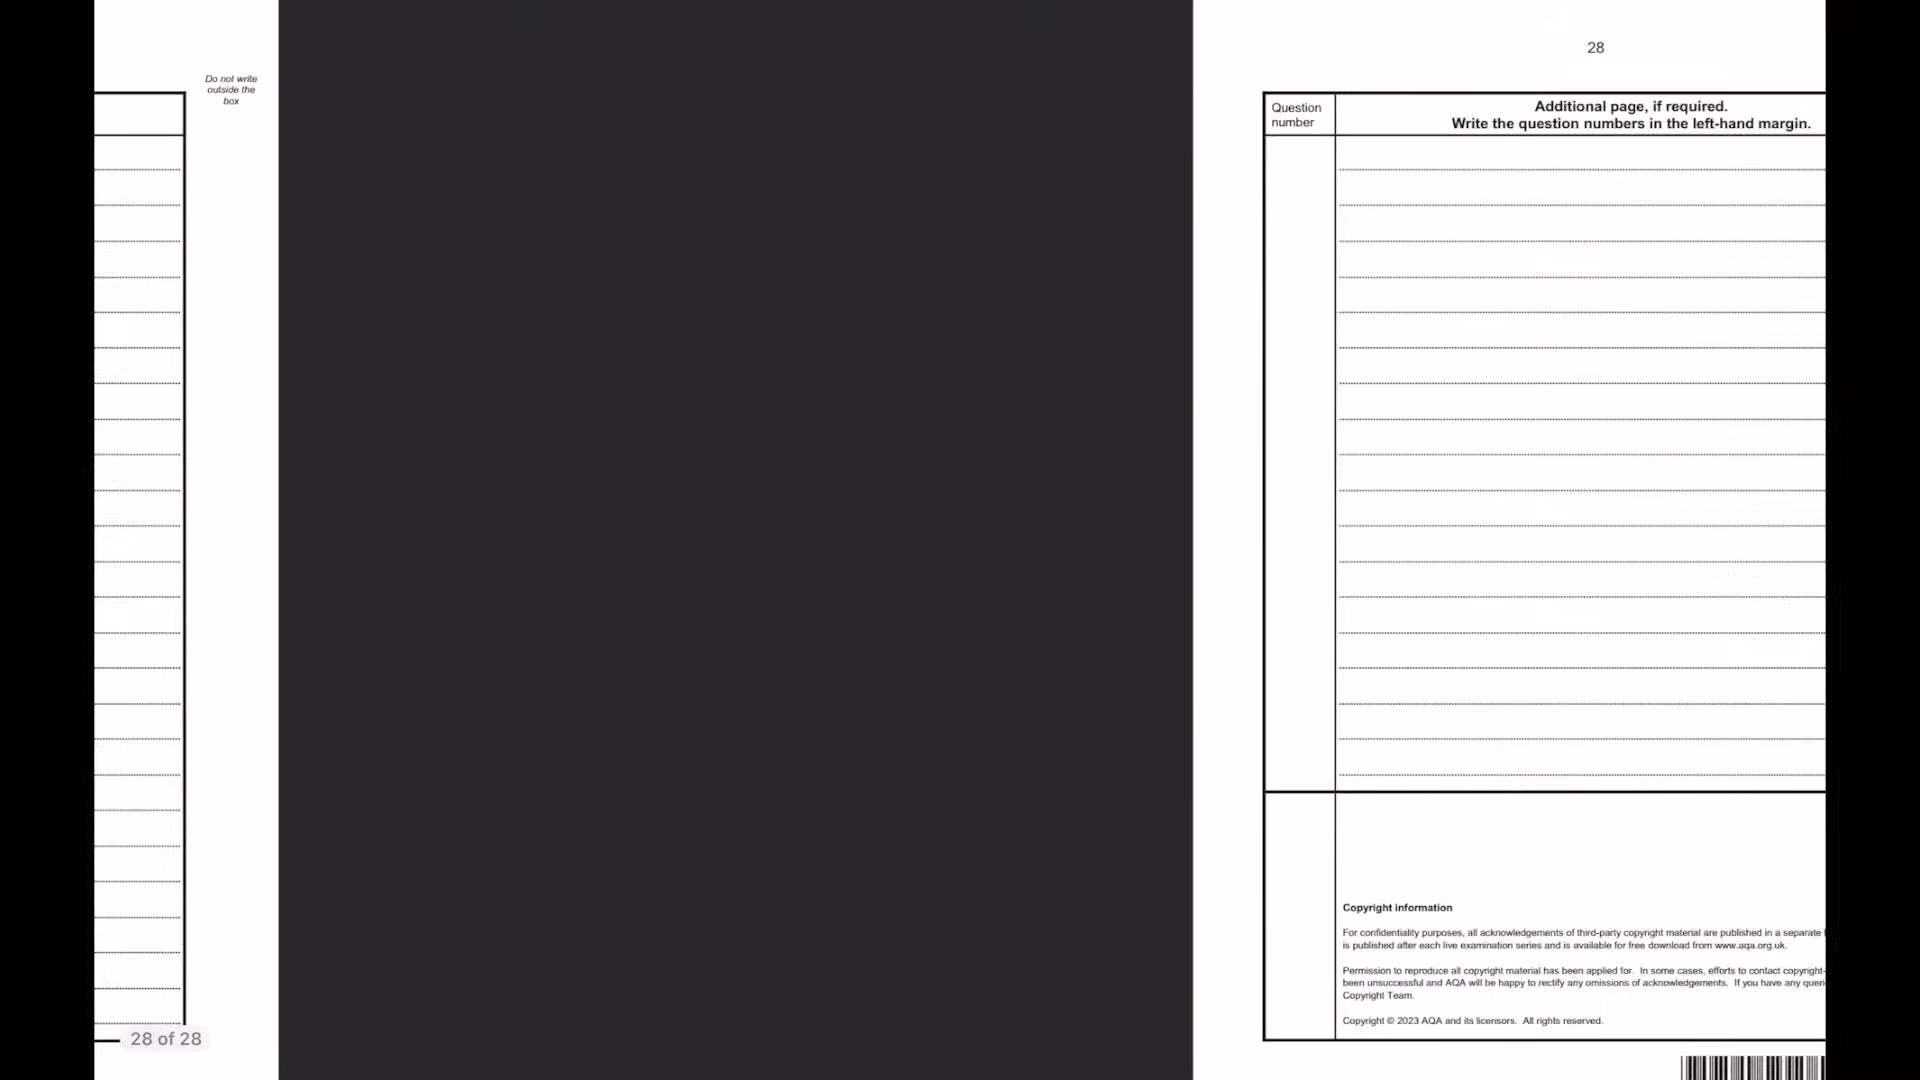 Do not write
outside the
box
28 of 28
28
Question
number
Additional page, if required.
Write the question numbers in the left-hand margin.
Copyright information
For confidentiality purposes, all acknowledgements of third-party copyright material are published in a separate
is published after each live examination series and is available for free download from www.aqa.org.uk.
Permission to reproduce all copyright material has been applied for. In some cases, efforts to contact copyright-
been unsuccessful and AQA will be happy to rectify any omissions of acknowledgements. If you have any
Copyright Team.
Copyright © 2023 AQA and its licensors. All rights reserved.